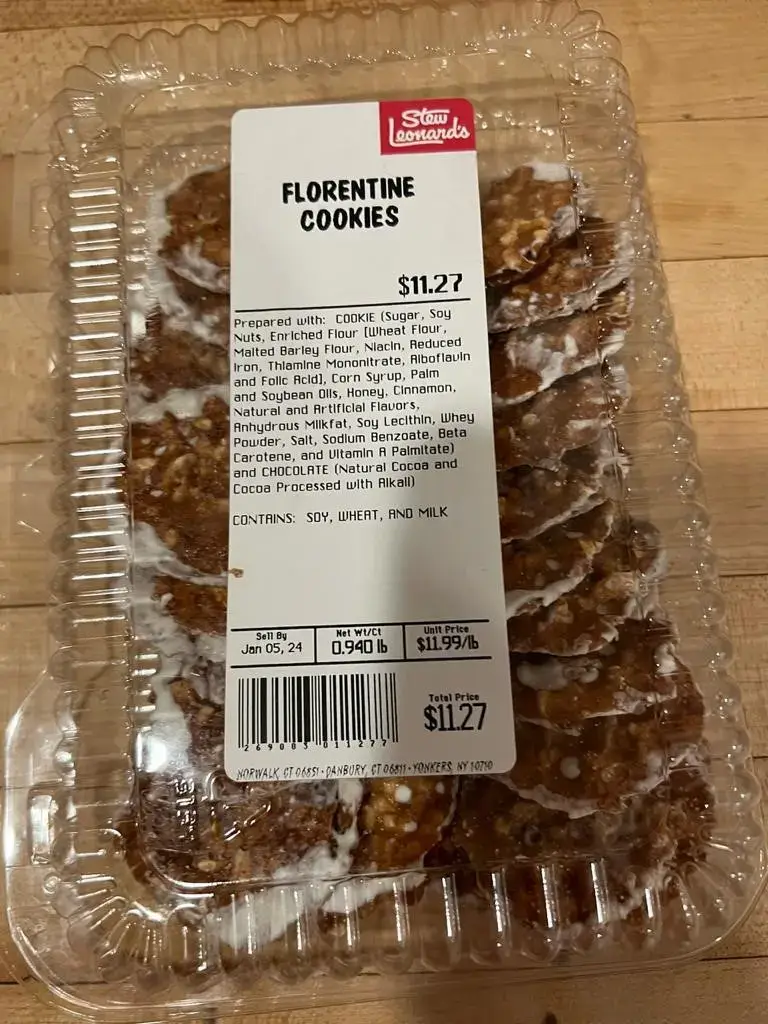 Stew
Leonard's
FLORENTINE
COOKIES
$11.27
Prepared with: COOKIE (Sugar, Soy
Nuts, Enriched Flour [Wheat Flour,
Malted Barley Flour, Niacin, Reduced
Iron, Thiamine Mononitrate, Riboflavin
and Folic Acid], Corn Syrup, Palm
and Soybean Oils, Honey, Cinnamon,
Natural and Artificial Flavors,
Anhydrous Milkfat, Soy Lecithin, Whey
Powder, Salt, Sodium Benzoate, Beta
Carotene, and Vitamin A Palmitate)
and CHOCOLATE (Natural Cocoa and
Cocoa Processed with Alkali)
CONTAINS: SOY, WHEAT, AND MILK
Sell By Net Wt/Ct Unit Price
Jan 05, 24 0.940 lb $11.99/lb
Total Price
$11.27
2 69003 011277
NORWALK, CT 06851 · DANBURY, CT 06811 · YONKERS, NY 10710